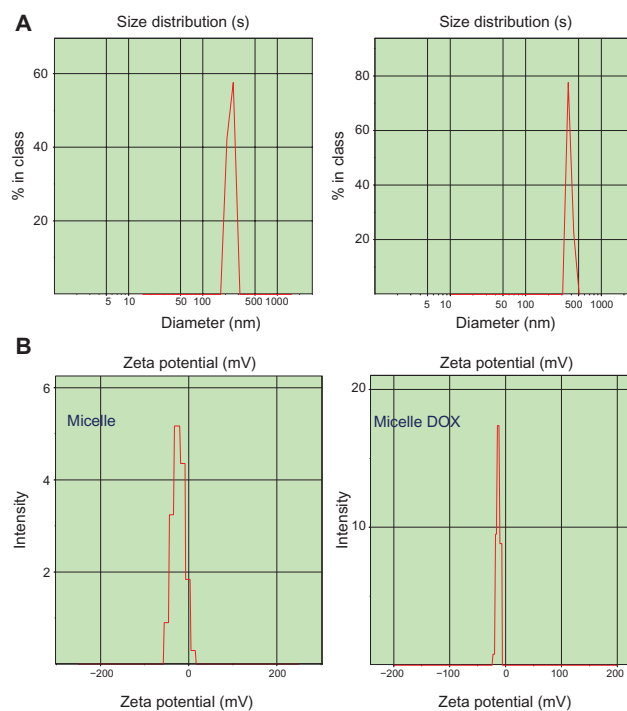 A
Size distribution (s)
% in class
60
40
20
5 10 50 100 500 1000
Diameter (nm)
Size distribution (s)
% in class
80
60
40
20
5 10 50 100 500 1000
Diameter (nm)
B
Zeta potential (mV)
Micelle
Intensity
6
4
2
−200 0 200
Zeta potential (mV)
Zeta potential (mV)
Micelle DOX
Intensity
20
10
−200 −100 0 100 200
Zeta potential (mV)